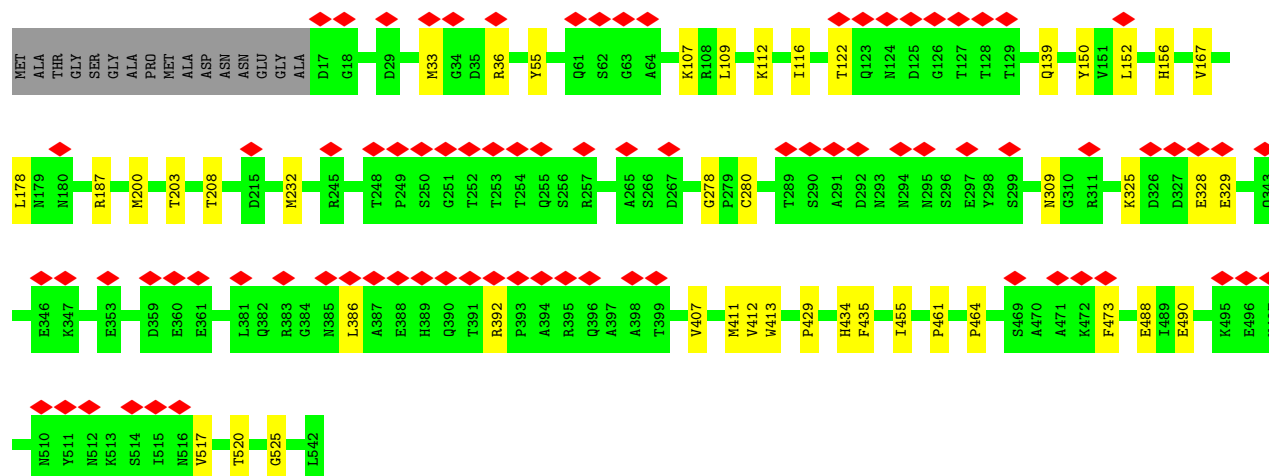 MET ALA THR GLY SER GLY ALA PRO MET ALA ASP ASN ASN GLU GLY ALA D17 G18 D29 M33 G34 D35 R36 Y55 Q61 S62 G63 A64 K107 R108 L109 K112 I116 T122 Q123 N124 D125 G126 T127 T128 T129 Q139 Y150 V151 L152 H156 V167
L178 N179 N180 R187 M200 T203 T208 D215 M232 R245 T248 P249 S250 G251 T252 T253 T254 Q255 S256 R257 A265 S266 D267 G278 P279 C280 T289 S290 A291 D292 N293 N294 N295 S296 E297 Y298 S299 N309 G310 R311 K325 D326 D327 E328 E329
E346 K347 E353 D359 E360 E361 L381 Q382 R383 G384 N385 L386 A387 E388 H389 Q390 T391 R392 P393 A394 R395 Q396 A397 A398 T399 V407 M411 V412 W413 P429 H434 F435 I455 P461 P464 S469 A470 A471 K472 F473 E488 I489 E490 K495 E496
N510 Y511 N512 K513 S514 I515 N516 V517 T520 G525 L542